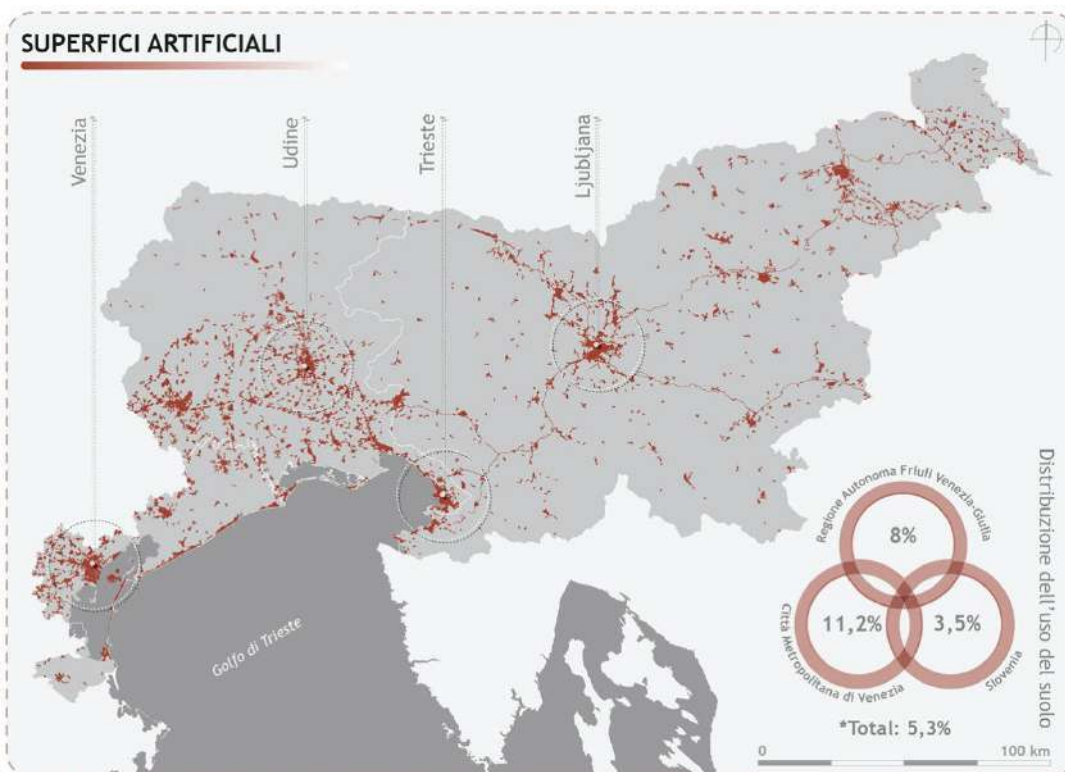 SUPERFICI ARTIFICIALI
Venezia
Udine
Trieste
Ljubljana
Golfo di Trieste
Regione Autonoma Friuli Venezia-Giulia
8%
Città Metropolitana di Venezia
11,2%
3,5%
Slovenia
*Total: 5,3%
Distribuzione dell'uso del suolo
0 100 km